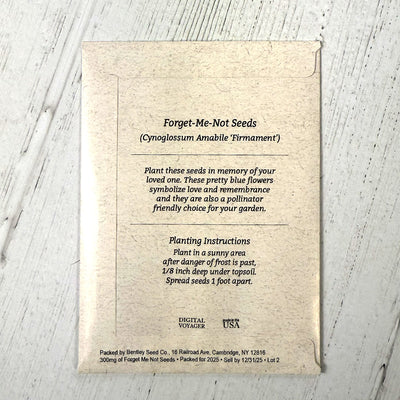 Forget-Me-Not Seeds
(Cynoglossum Amabile 'Firmament')
Plant these seeds in memory of your
loved one. These pretty blue flowers
symbolize love and remembrance
and they are also a pollinator
friendly choice for your garden.
Planting Instructions
Plant in a sunny area
after danger of frost is past,
1/8 inch deep under topsoil.
Spread seeds 1 foot apart.
DIGITAL
VOYAGER
made in the
USA
Packed by Bentley Seed Co., 16 Railroad Ave, Cambridge, NY 12816
300mg of Forget Me Not Seeds • Packed for 2025 • Sell by 12/31/25 • Lot 2